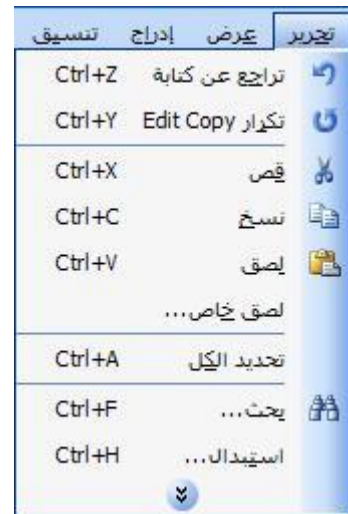 تحرير عرض إدراج تنسيق
تراجع عن كتابة Ctrl+Z
تكرار Edit Copy Ctrl+Y
قص Ctrl+X
نسخ Ctrl+C
لصق Ctrl+V
لصق خاص...
تحديد الكل Ctrl+A
بحث... Ctrl+F
استبدال... Ctrl+H